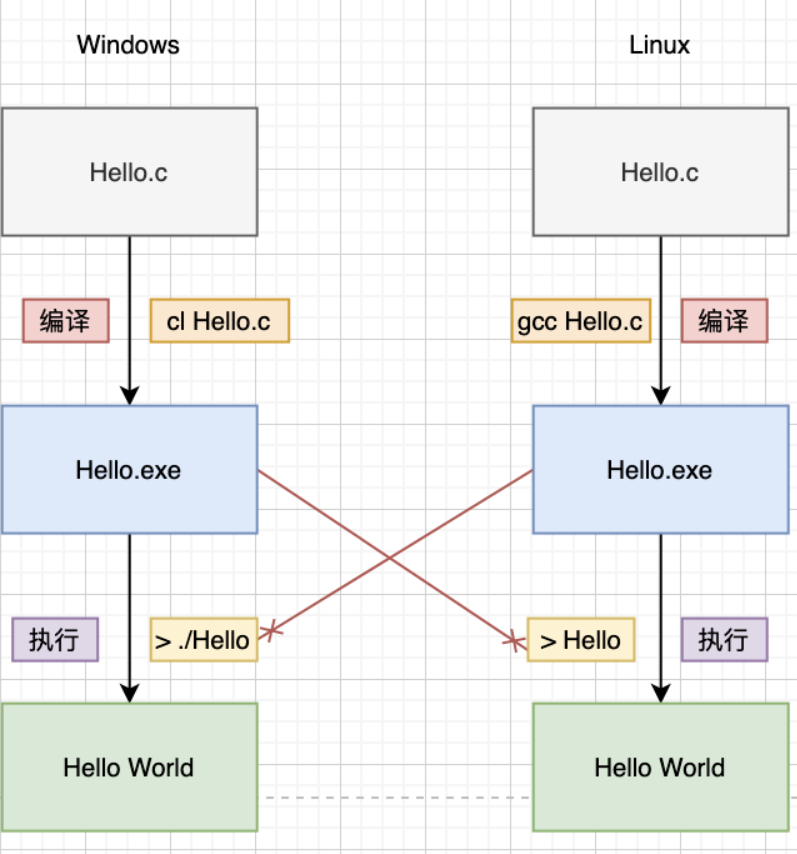 Windows
Linux
Hello.c
Hello.c
编译
cl Hello.c
gcc Hello.c
编译
Hello.exe
Hello.exe
执行
> ./Hello
> Hello
执行
Hello World
Hello World